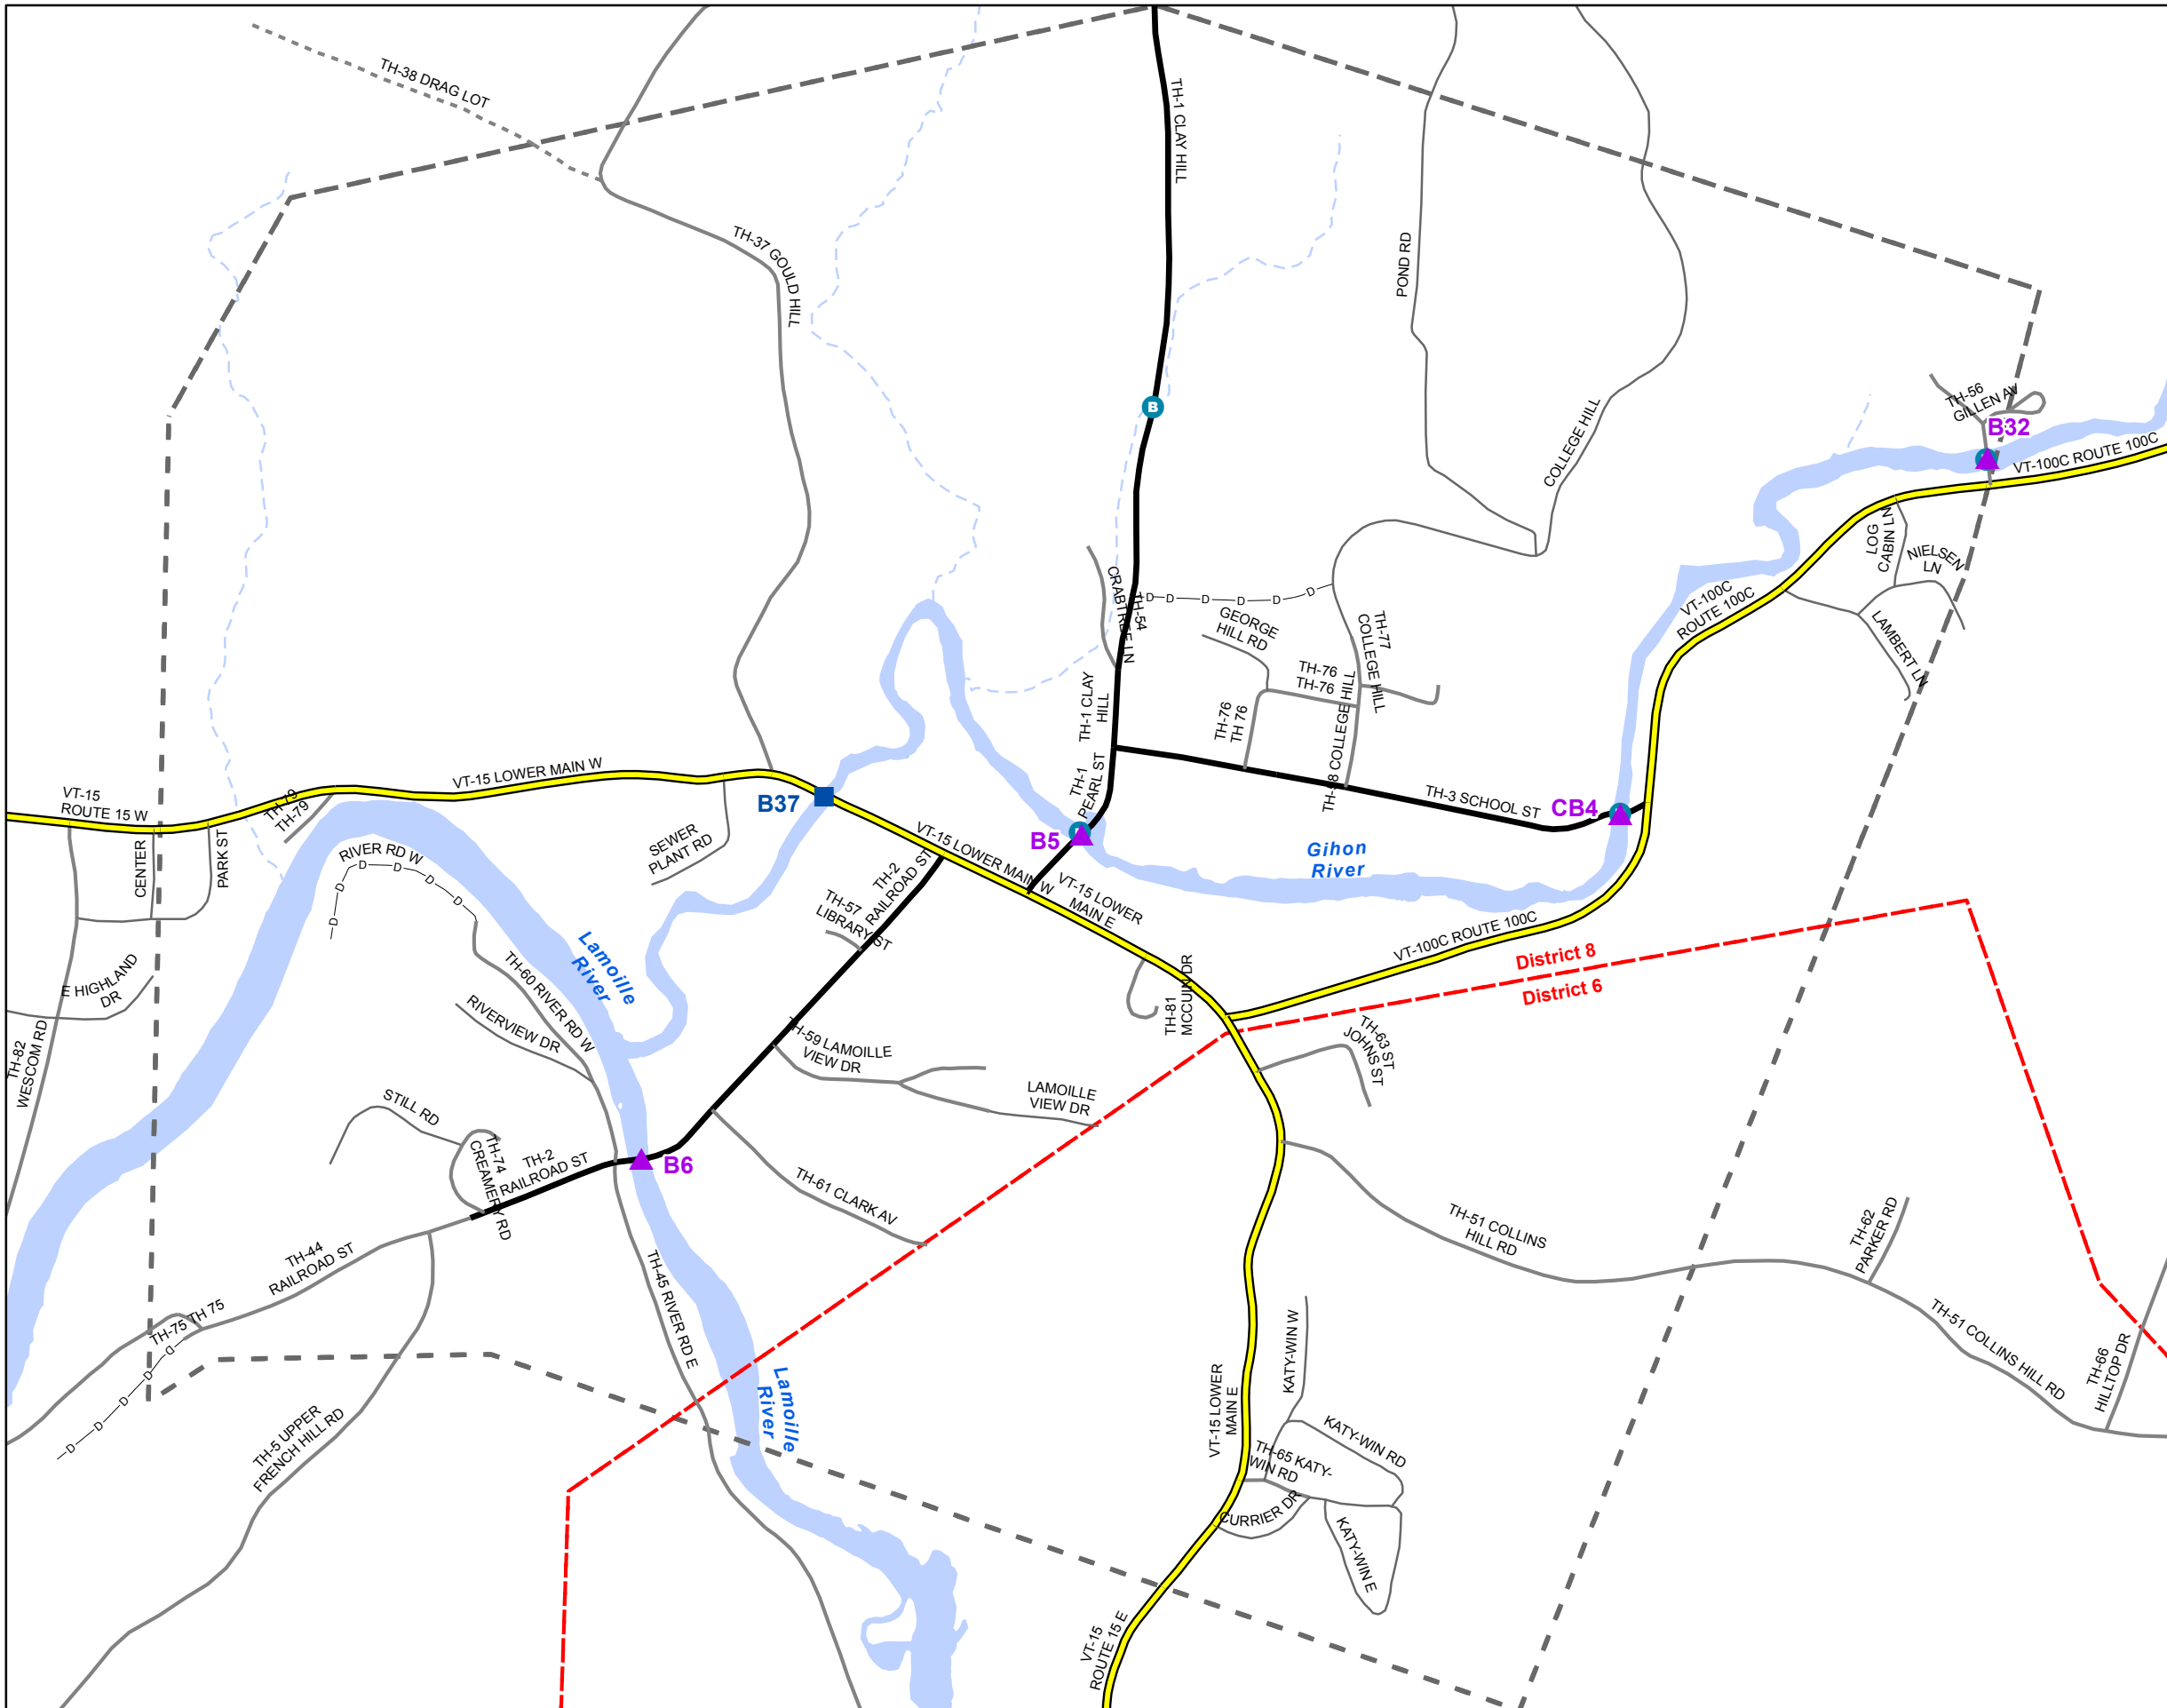 TH-38 DRAG LOT
TH-1 CLAY HILL
TH-37 GOULD HILL
POND RD
B
COLLEGE HILL
TH-56
GILLEN AV
B32
VT-100C ROUTE 100C
LOG
CABIN LN
NIELSEN
LN
LAMBERT LN
VT-100C
ROUTE 100C
CRABTREE LN
TH-54
D D D D D D
GEORGE
HILL RD
TH-77
COLLEGE HILL
TH-76
TH-76
TH-76
TH 76
TH-1 CLAY
HILL
TH-1
PEARL ST
TH-3 SCHOOL ST
CB4
VT-15 LOWER MAIN W
VT-15
ROUTE 15 W
TH-79
TH-79
B37
B5
SEWER
PLANT RD
CENTER
PARK ST
RIVER RD W
D D D D D D D
VT-15 LOWER MAIN W
TH-2
RAILROAD ST
TH-57
LIBRARY ST
VT-15 LOWER
MAIN E
Gihon
River
VT-100C ROUTE 100C
District 8
District 6
Lamoille
River
E HIGHLAND
DR
TH-82
WESCOM RD
TH-60 RIVER RD W
RIVERVIEW DR
TH-81
MCCUIN DR
TH-63 ST
JOHNS ST
TH-59 LAMOILLE
VIEW DR
LAMOILLE
VIEW DR
STILL RD
TH-74
CREAMERY RD
TH-2
RAILROAD ST
B6
TH-61 CLARK AV
TH-51 COLLINS
HILL RD
TH-62
PARKER RD
TH-44
RAILROAD ST
TH-45 RIVER RD E
TH-75 TH 75
D D D D D
TH-51 COLLINS HILL RD
TH-66
HILLTOP DR
Lamoille
River
TH-5 UPPER
FRENCH HILL RD
KATY-WIN W
VT-15 LOWER
MAIN E
KATY-WIN RD
TH-65 KATY-
WIN RD
CURRIER DR
KATY-WIN E
VT-15
ROUTE 15 E